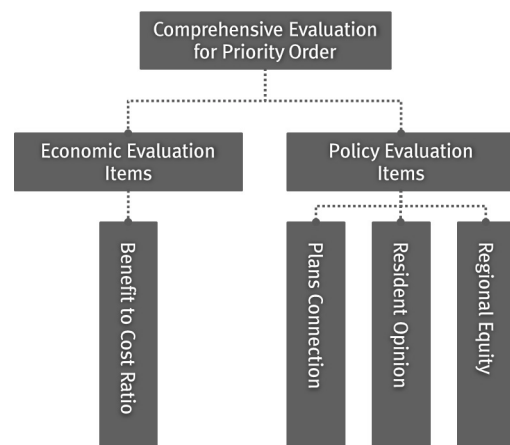 Comprehensive Evaluation
for Priority Order
Economic Evaluation
Items
Policy Evaluation
Items
Benefit to Cost Ratio
Plans Connection
Resident Opinion
Regional Equity